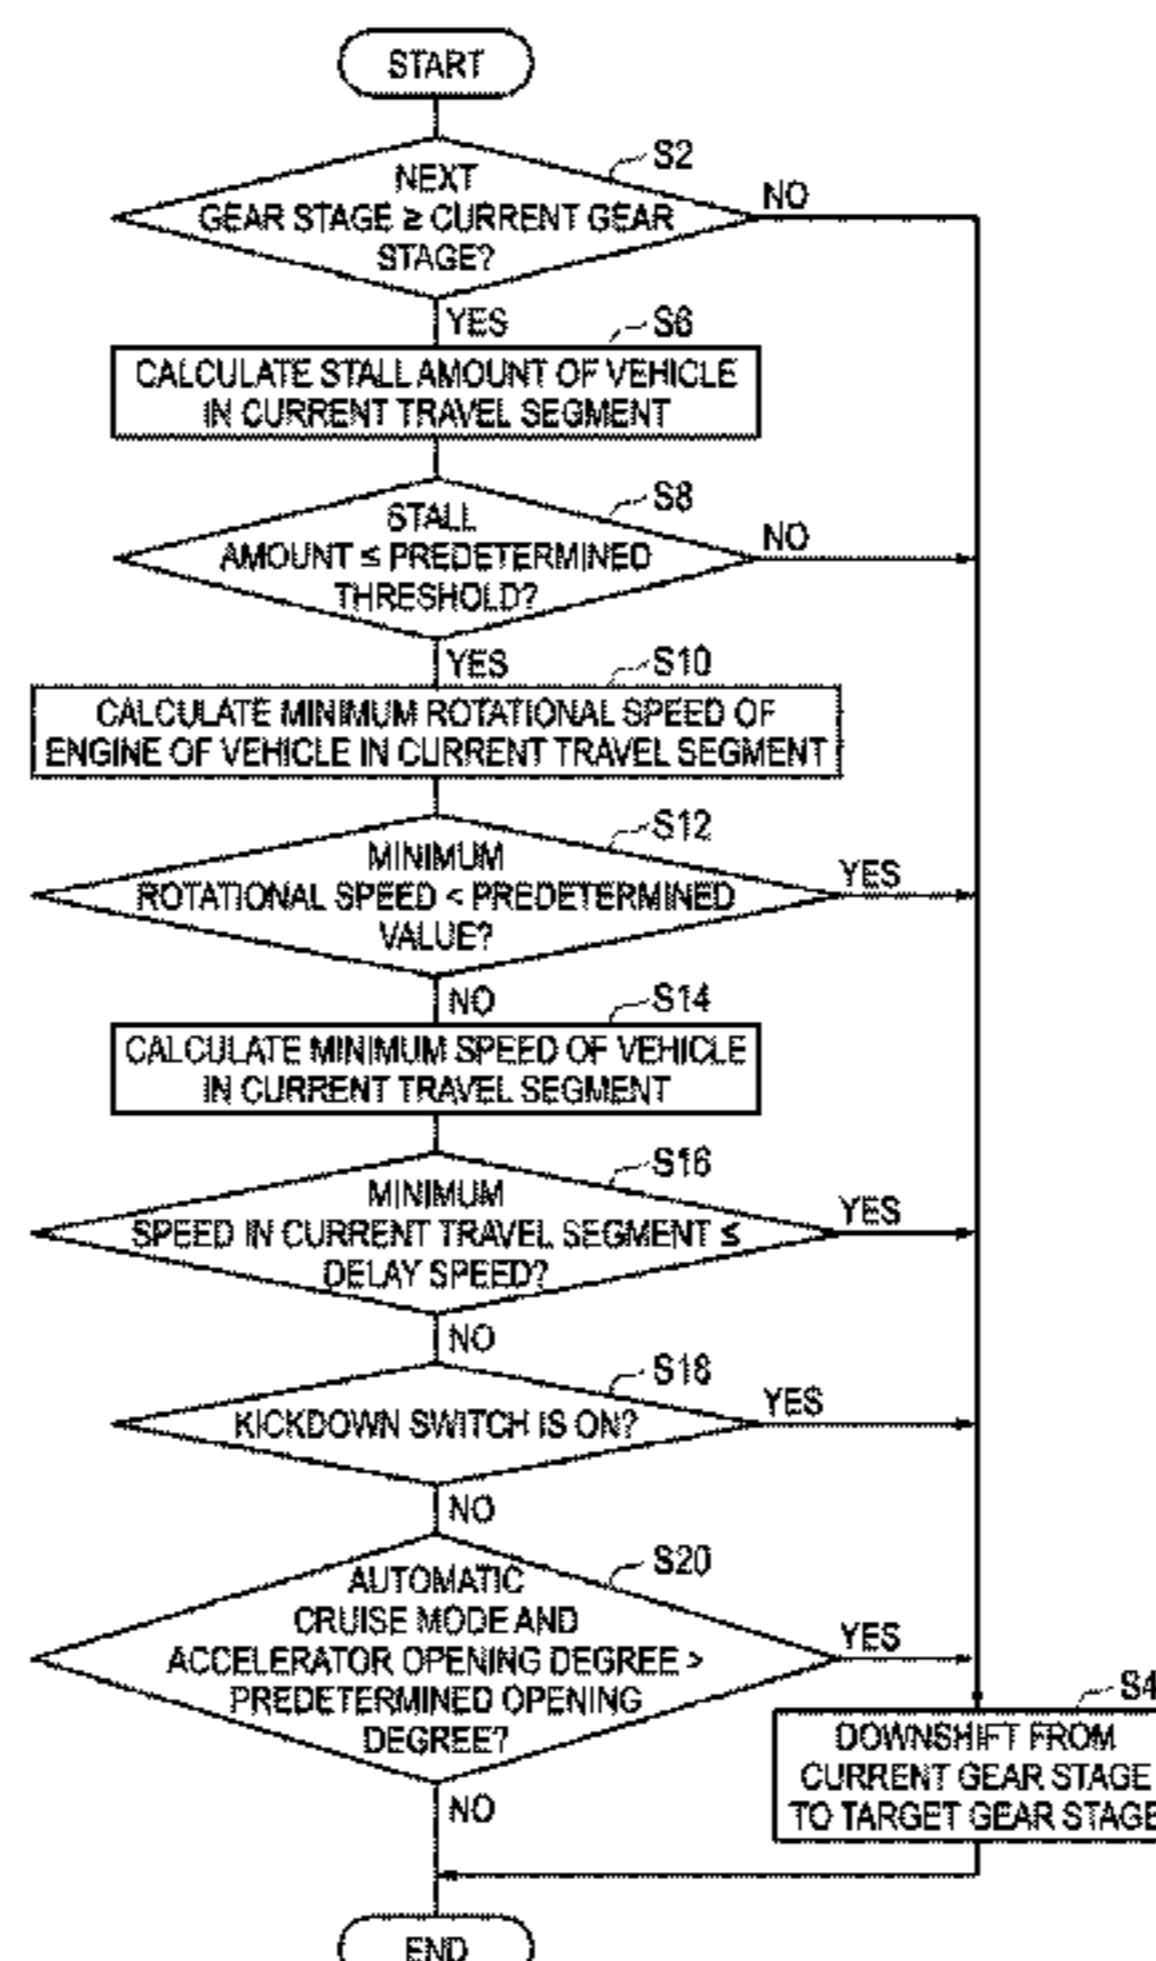 START
S2
NEXT
GEAR STAGE ≥ CURRENT GEAR
STAGE?
NO
YES
S6
CALCULATE STALL AMOUNT OF VEHICLE
IN CURRENT TRAVEL SEGMENT
S8
STALL
AMOUNT ≤ PREDETERMINED
THRESHOLD?
NO
YES
S10
CALCULATE MINIMUM ROTATIONAL SPEED OF
ENGINE OF VEHICLE IN CURRENT TRAVEL SEGMENT
S12
MINIMUM
ROTATIONAL SPEED < PREDETERMINED
VALUE?
YES
NO
S14
CALCULATE MINIMUM SPEED OF VEHICLE
IN CURRENT TRAVEL SEGMENT
S16
MINIMUM
SPEED IN CURRENT TRAVEL SEGMENT ≤
DELAY SPEED?
YES
NO
S18
KICKDOWN SWITCH IS ON?
YES
NO
S20
AUTOMATIC
CRUISE MODE AND
ACCELERATOR OPENING DEGREE >
PREDETERMINED OPENING
DEGREE?
YES
NO
S4
DOWNSHIFT FROM
CURRENT GEAR STAGE
TO TARGET GEAR STAGE
END